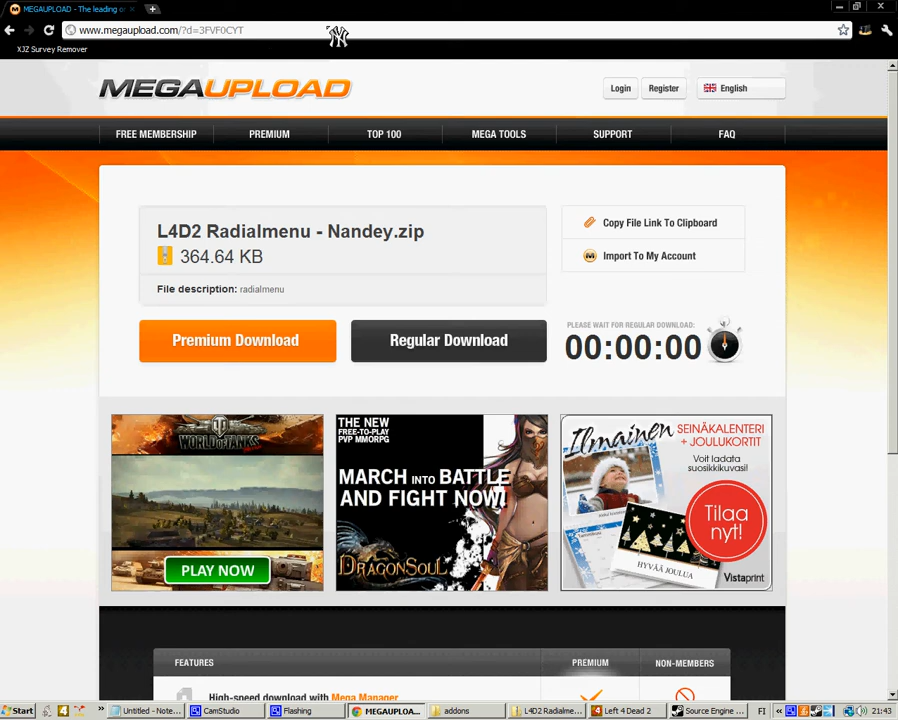 MEGAUPLOAD - The leading o
www.megaupload.com/?d=3FVF0CYT
XJZ Survey Remover
MEGAUPLOAD
Login
Register
English
FREE MEMBERSHIP
PREMIUM
TOP 100
MEGA TOOLS
SUPPORT
FAQ
L4D2 Radialmenu - Nandey.zip
364.64 KB
File description: radialmenu
Copy File Link To Clipboard
Import To My Account
Premium Download
Regular Download
PLEASE WAIT FOR REGULAR DOWNLOAD:
00:00:00
WORLD OF TANKS
PLAY NOW
THE NEW
FREE-TO-PLAY
PVP MMORPG
MARCH INTO BATTLE
AND FIGHT NOW!
DRAGONSOUL
Ilmainen
SEINÄKALENTERI
+ JOULUKORTIT
Voit ladata
suosikkikuvasi!
Tilaa
nyt!
HYVÄÄ JOULUA
Vistaprint
FEATURES
PREMIUM
NON-MEMBERS
High-speed download with Mega Manager
Start
Untitled - Note...
CamStudio
Flashing
MEGAUPLOA...
addons
L4D2 Radialme...
Left 4 Dead 2
Source Engine ...
FI
21:43